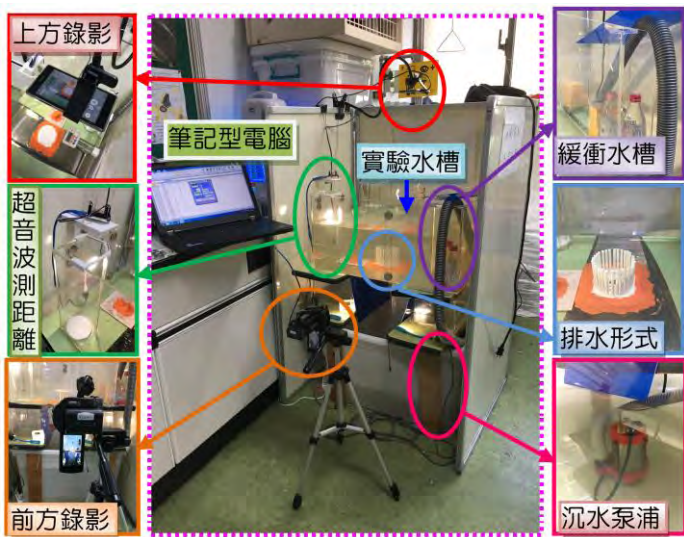 上方錄影
筆記型電腦
實驗水槽
緩衝水槽
超音波測距離
排水形式
前方錄影
沉水泵浦